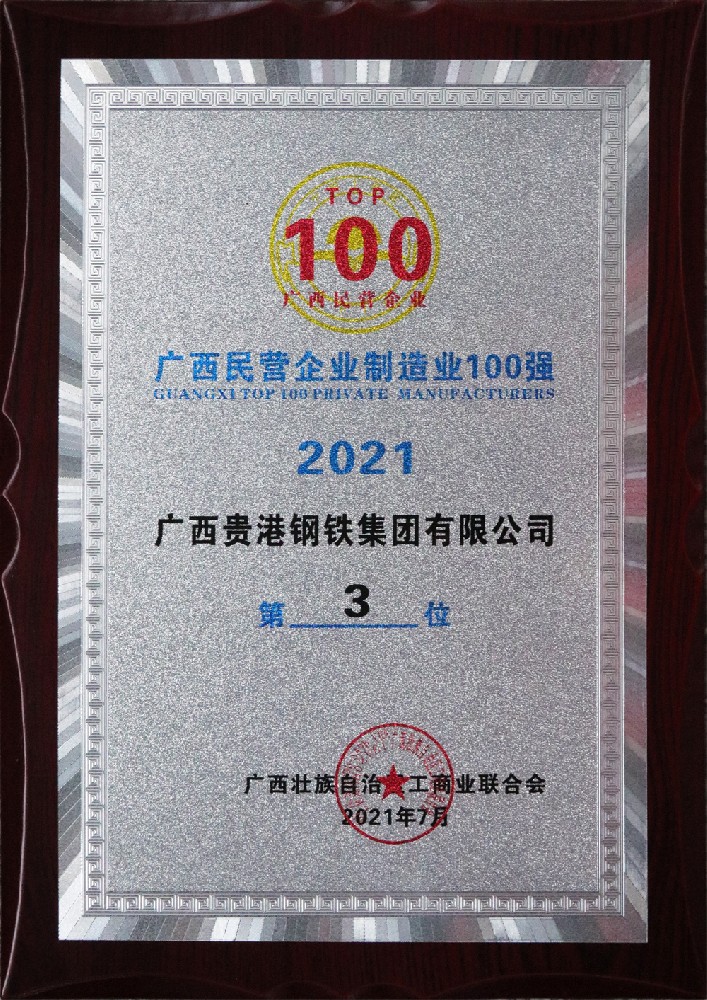 TOP
100
广西民营企业
广西民营企业制造业100强
GUANGXI TOP 100 PRIVATE MANUFACTURERS
2021
广西贵港钢铁集团有限公司
第 3 位
广西壮族自治区工商业联合会
2021年7月